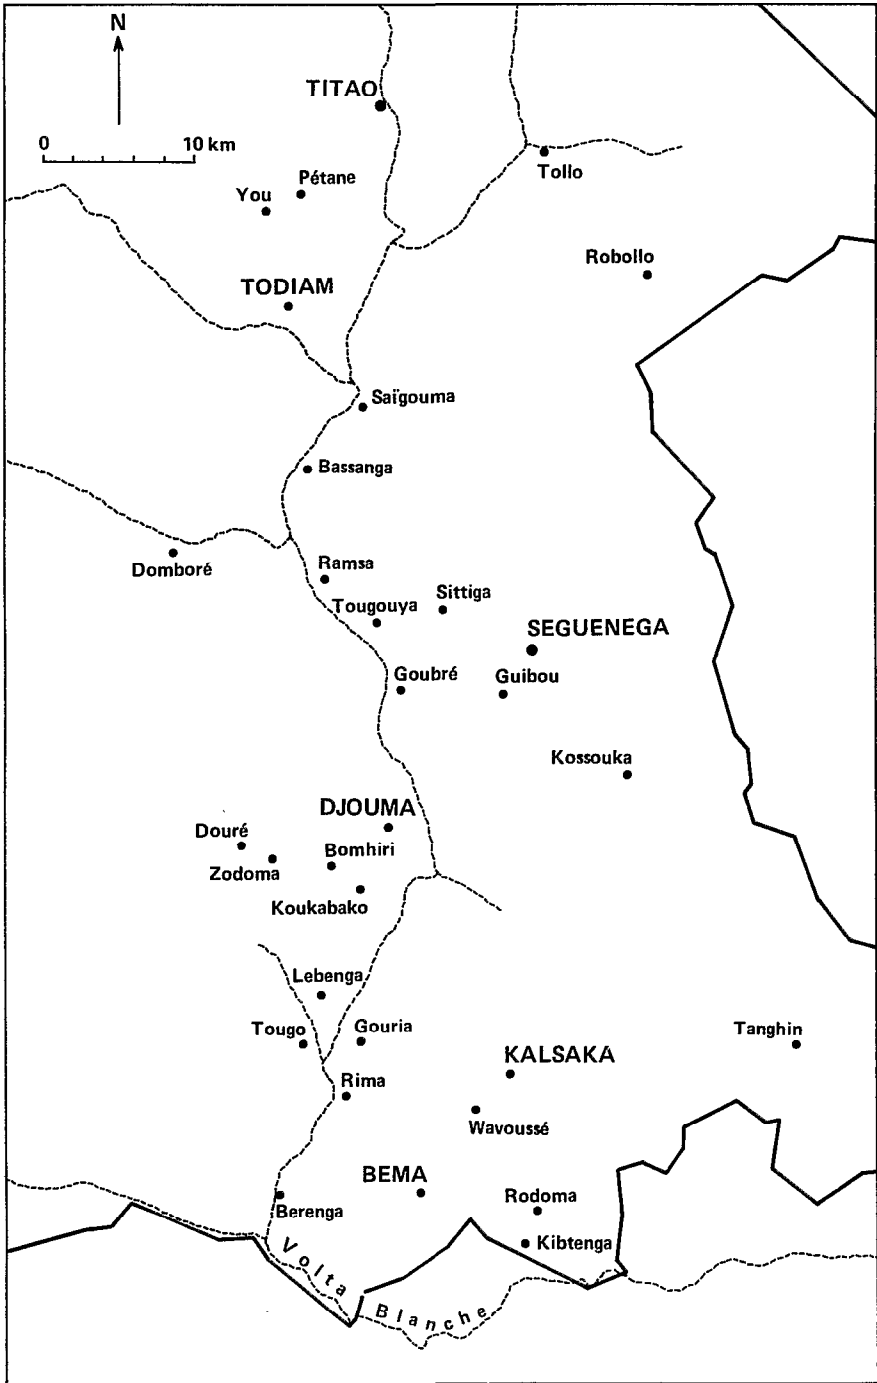 N
TITAO
0 10 km
Tollo
Pétane
You
Robollo
TODIAM
Saïgouma
Bassanga
Domboré
Ramsa
Sittiga
Tougouya
SEGUENEGA
Goubré
Guibou
Kossouka
DJOUMA
Douré
Bomhiri
Zodoma
Koukabako
Lebenga
Tougo
Gouria
Tanghin
KALSAKA
Rima
Wavoussé
BEMA
Rodoma
Berenga
Kibtenga
Volta Blanche